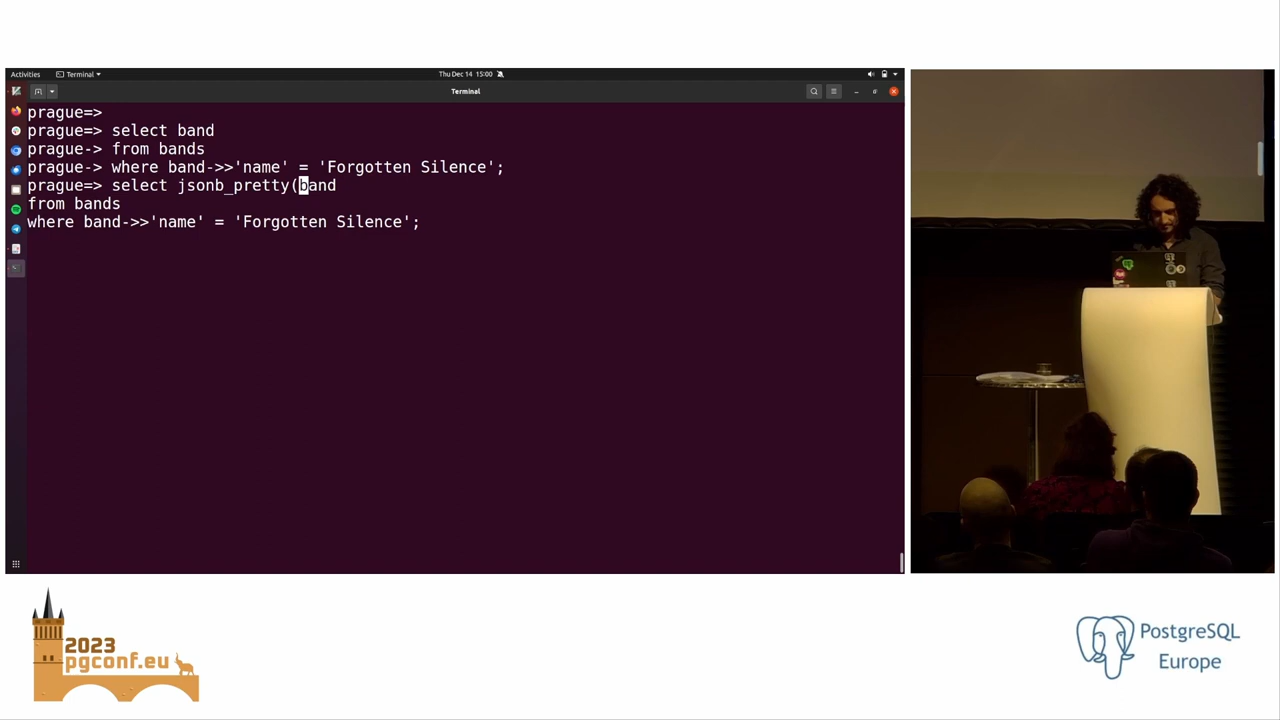 Activities
Terminal
Thu Dec 14 15:00
Terminal
prague=>
prague=> select band
prague-> from bands
prague-> where band->>'name' = 'Forgotten Silence';
prague=> select jsonb_pretty(band
from bands
where band->>'name' = 'Forgotten Silence';
2023
pgconf.eu
PostgreSQL
Europe